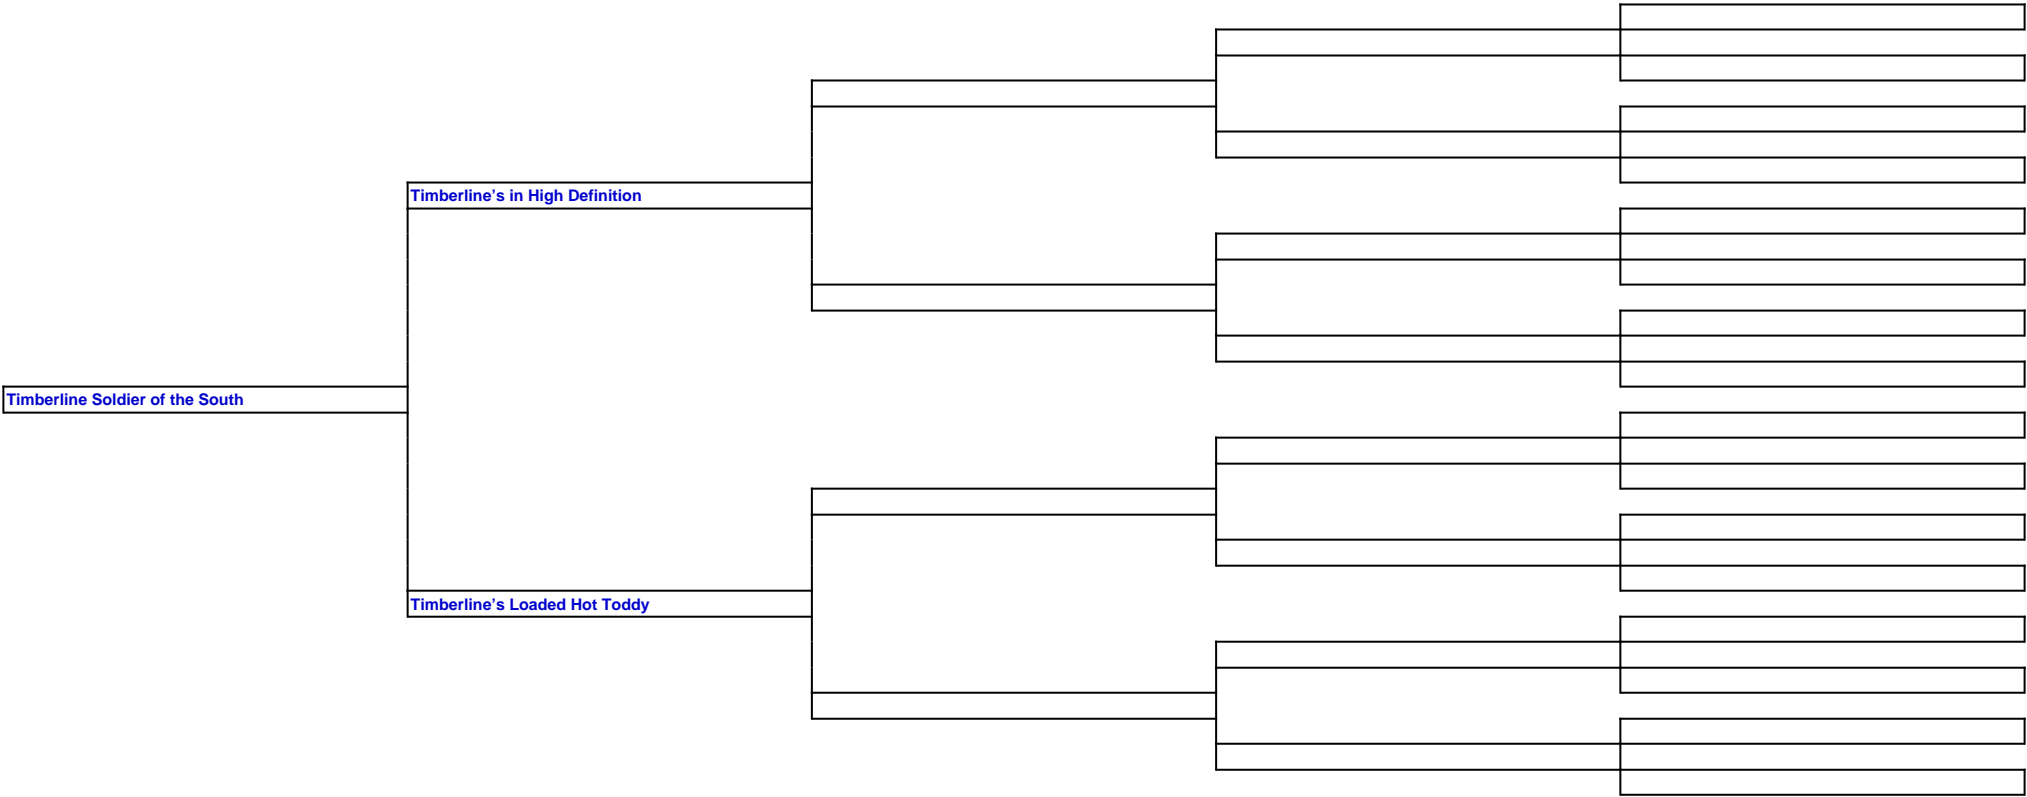 Timberline’s in High Definition
Timberline Soldier of the South
Timberline’s Loaded Hot Toddy